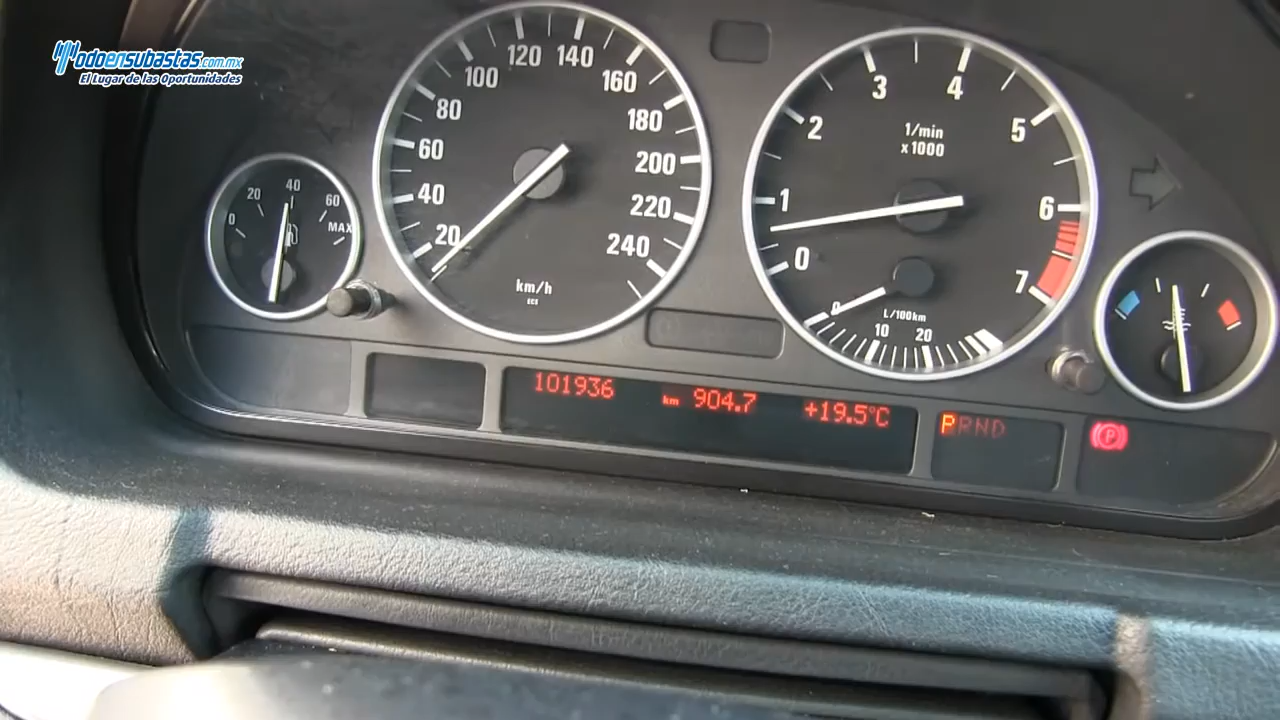 todoensubastas.com.mx
El Lugar de las Oportunidades
0 20 40 60 MAX
20 40 60 80 100 120 140 160 180 200 220 240
km/h
0 1 2 3 4 5 6 7
1/min
x 1000
L/100km
0 10 20
101936 km 904.7 +19.5°C
PRND
(P)